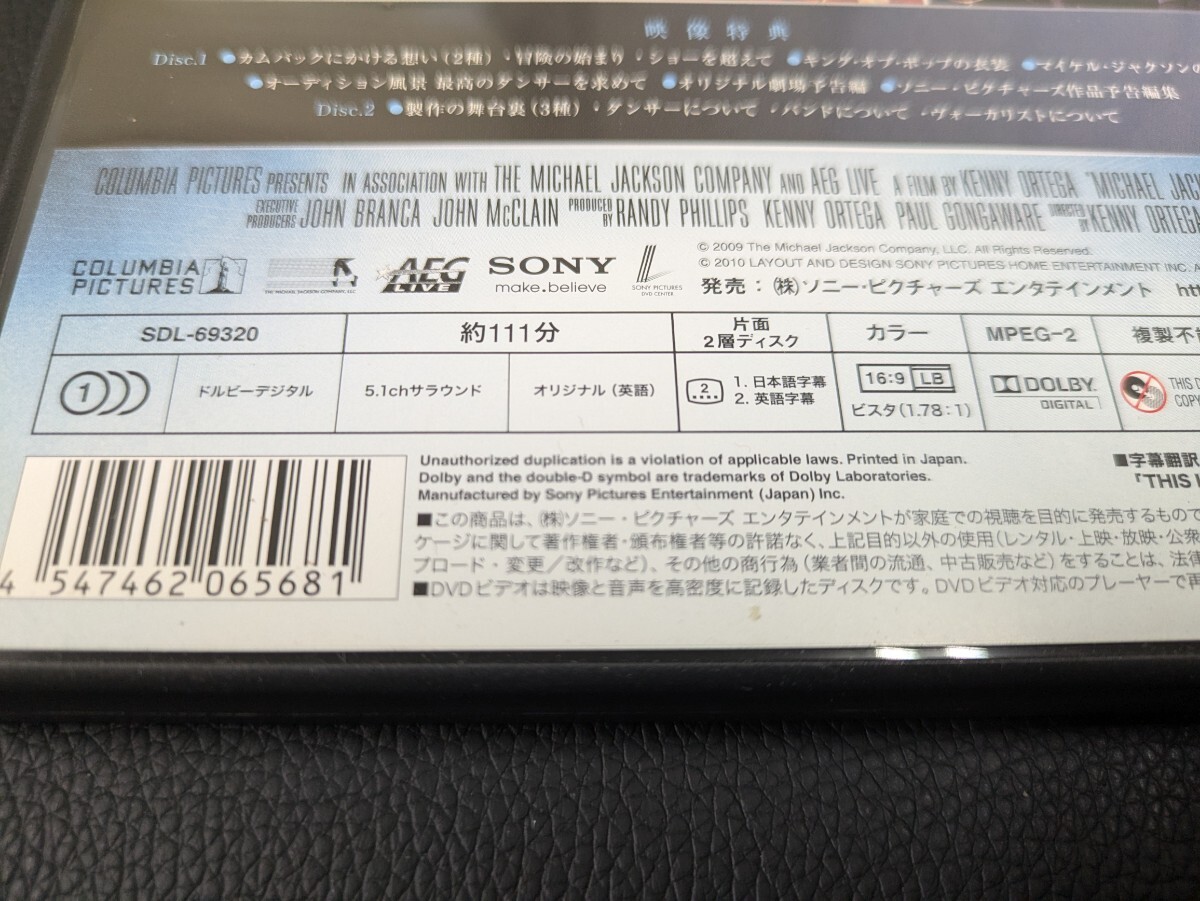 映像特典
Disc.1 ●カムバックにかける想い(2種)・冒険の始まり・ショーを超えて ●キング・オブ・ポップの衣装 ●マイケル・ジャクソンの
●オーディション風景 最高のダンサーを求めて ●オリジナル劇場予告編 ●ソニー・ピクチャーズ作品予告編集
Disc.2 ●製作の舞台裏(3種)・ダンサーについて・バンドについて・ヴォーカリストについて
COLUMBIA PICTURES PRESENTS IN ASSOCIATION WITH THE MICHAEL JACKSON COMPANY AND AEG LIVE A FILM BY KENNY ORTEGA "MICHAEL JAC
EXECUTIVE PRODUCERS JOHN BRANCA JOHN McCLAIN PRODUCED BY RANDY PHILLIPS KENNY ORTEGA PAUL GONGAWARE DIRECTED BY KENNY ORTEGA
COLUMBIA PICTURES
THE MICHAEL JACKSON COMPANY, LLC
AEG LIVE
SONY make.believe
SONY PICTURES DVD CENTER
© 2009 The Michael Jackson Company, LLC. All Rights Reserved.
© 2010 LAYOUT AND DESIGN SONY PICTURES HOME ENTERTAINMENT INC. A
発売：㈱ソニー・ピクチャーズ エンタテインメント htt
SDL-69320 約111分 片面2層ディスク カラー MPEG-2 複製不
1 ドルビーデジタル 5.1chサラウンド オリジナル(英語) 2 1. 日本語字幕 2. 英語字幕 16:9 LB ビスタ(1.78:1) DOLBY DIGITAL THIS D COPY
Unauthorized duplication is a violation of applicable laws. Printed in Japan.
Dolby and the double-D symbol are trademarks of Dolby Laboratories.
Manufactured by Sony Pictures Entertainment (Japan) Inc.
■字幕翻訳
「THIS I
■この商品は、㈱ソニー・ピクチャーズ エンタテインメントが家庭での視聴を目的に発売するもので
ケージに関して著作権者・頒布権者等の許諾なく、上記目的以外の使用(レンタル・上映・放映・公衆
プロード・変更／改作など)、その他の商行為(業者間の流通、中古販売など)をすることは、法律
■DVDビデオは映像と音声を高密度に記録したディスクです。DVDビデオ対応のプレーヤーで再
4 547462 065681